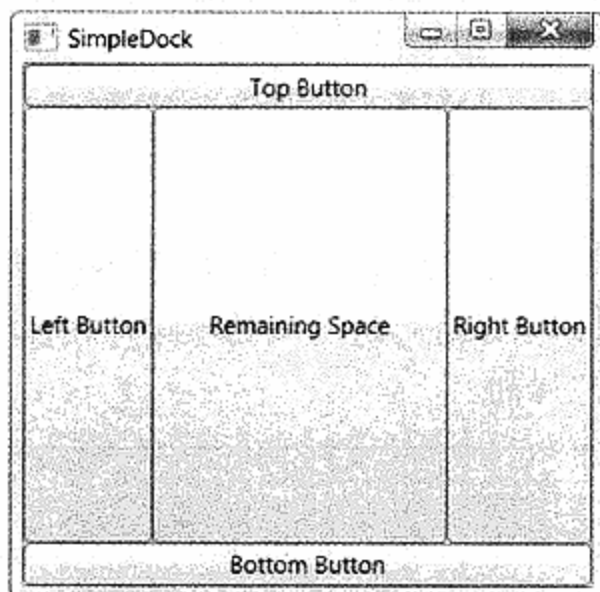 SimpleDock
Top Button
Left Button
Remaining Space
Right Button
Bottom Button